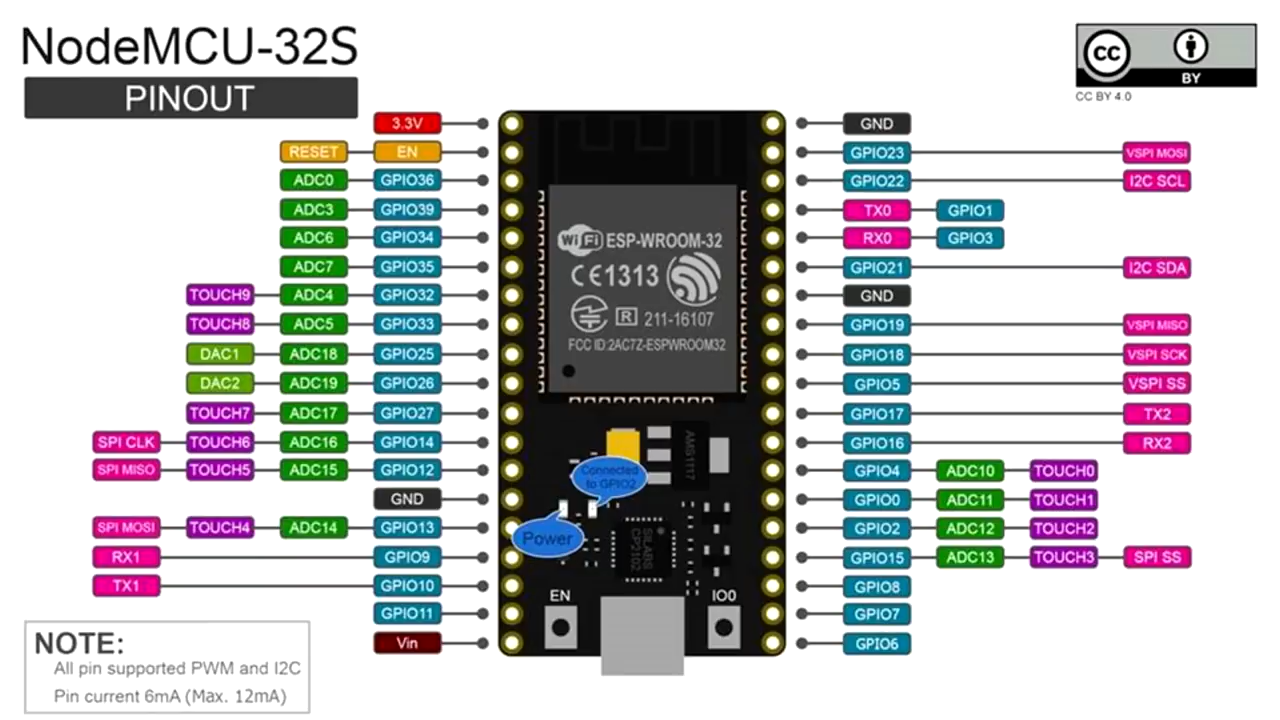 NodeMCU-32S
PINOUT
CC BY
CC BY 4.0
3.3V
RESET EN
ADC0 GPIO36
ADC3 GPIO39
ADC6 GPIO34
ADC7 GPIO35
TOUCH9 ADC4 GPIO32
TOUCH8 ADC5 GPIO33
DAC1 ADC18 GPIO25
DAC2 ADC19 GPIO26
TOUCH7 ADC17 GPIO27
SPI CLK TOUCH6 ADC16 GPIO14
SPI MISO TOUCH5 ADC15 GPIO12
GND
SPI MOSI TOUCH4 ADC14 GPIO13
RX1 GPIO9
TX1 GPIO10
GPIO11
Vin
WiFi ESP-WROOM-32
CE1313
R 211-16107
FCC ID:2AC7Z-ESPWROOM32
AMS1117
Connected
to GPIO2
Power
SILABS
CP2102
EN
IO0
GND
GPIO23 VSPI MOSI
GPIO22 I2C SCL
TX0 GPIO1
RX0 GPIO3
GPIO21 I2C SDA
GND
GPIO19 VSPI MISO
GPIO18 VSPI SCK
GPIO5 VSPI SS
GPIO17 TX2
GPIO16 RX2
GPIO4 ADC10 TOUCH0
GPIO0 ADC11 TOUCH1
GPIO2 ADC12 TOUCH2
GPIO15 ADC13 TOUCH3 SPI SS
GPIO8
GPIO7
GPIO6
NOTE:
All pin supported PWM and I2C
Pin current 6mA (Max. 12mA)